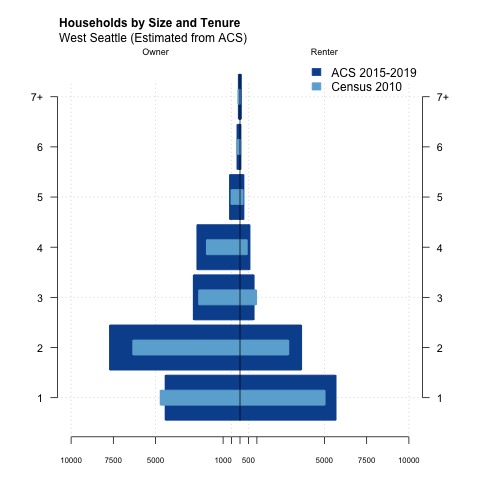 Households by Size and Tenure
West Seattle (Estimated from ACS)
Owner
Renter
ACS 2015-2019
Census 2010
7+ 7+
6 6
5 5
4 4
3 3
2 2
1 1
10000 7500 5000 1000 500 5000 7500 10000